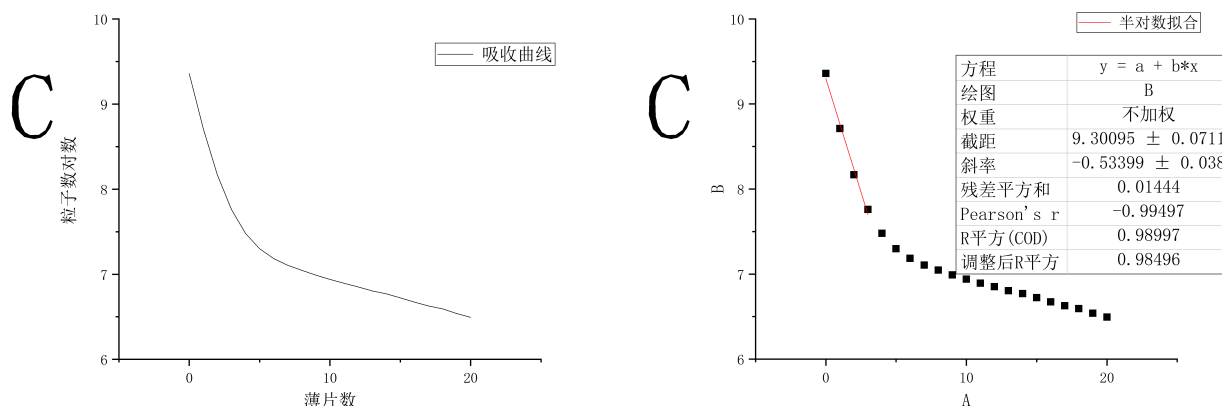 C
10
9
8
7
6
粒子数对数
吸收曲线
0
20
薄片数
C
10
9
8
7
6
B
半对数拟合
方程 y = a + b*x
绘图 B
权重 不加权
截距 9.30095 ± 0.0711
斜率 -0.53399 ± 0.038
残差平方和 0.01444
Pearson's r -0.99497
R平方(COD) 0.98997
调整后R平方 0.98496
0
10
20
A